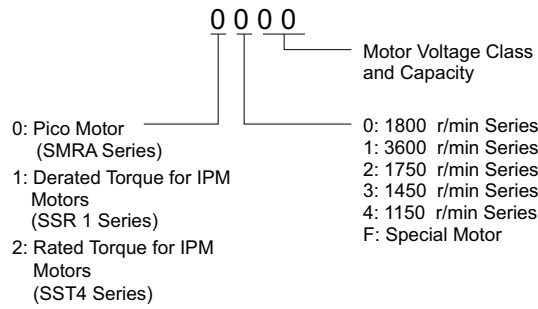 0 0 0 0
Motor Voltage Class
and Capacity
0: Pico Motor
(SMRA Series)
1: Derated Torque for IPM
Motors
(SSR 1 Series)
2: Rated Torque for IPM
Motors
(SST4 Series)
0: 1800 r/min Series
1: 3600 r/min Series
2: 1750 r/min Series
3: 1450 r/min Series
4: 1150 r/min Series
F: Special Motor